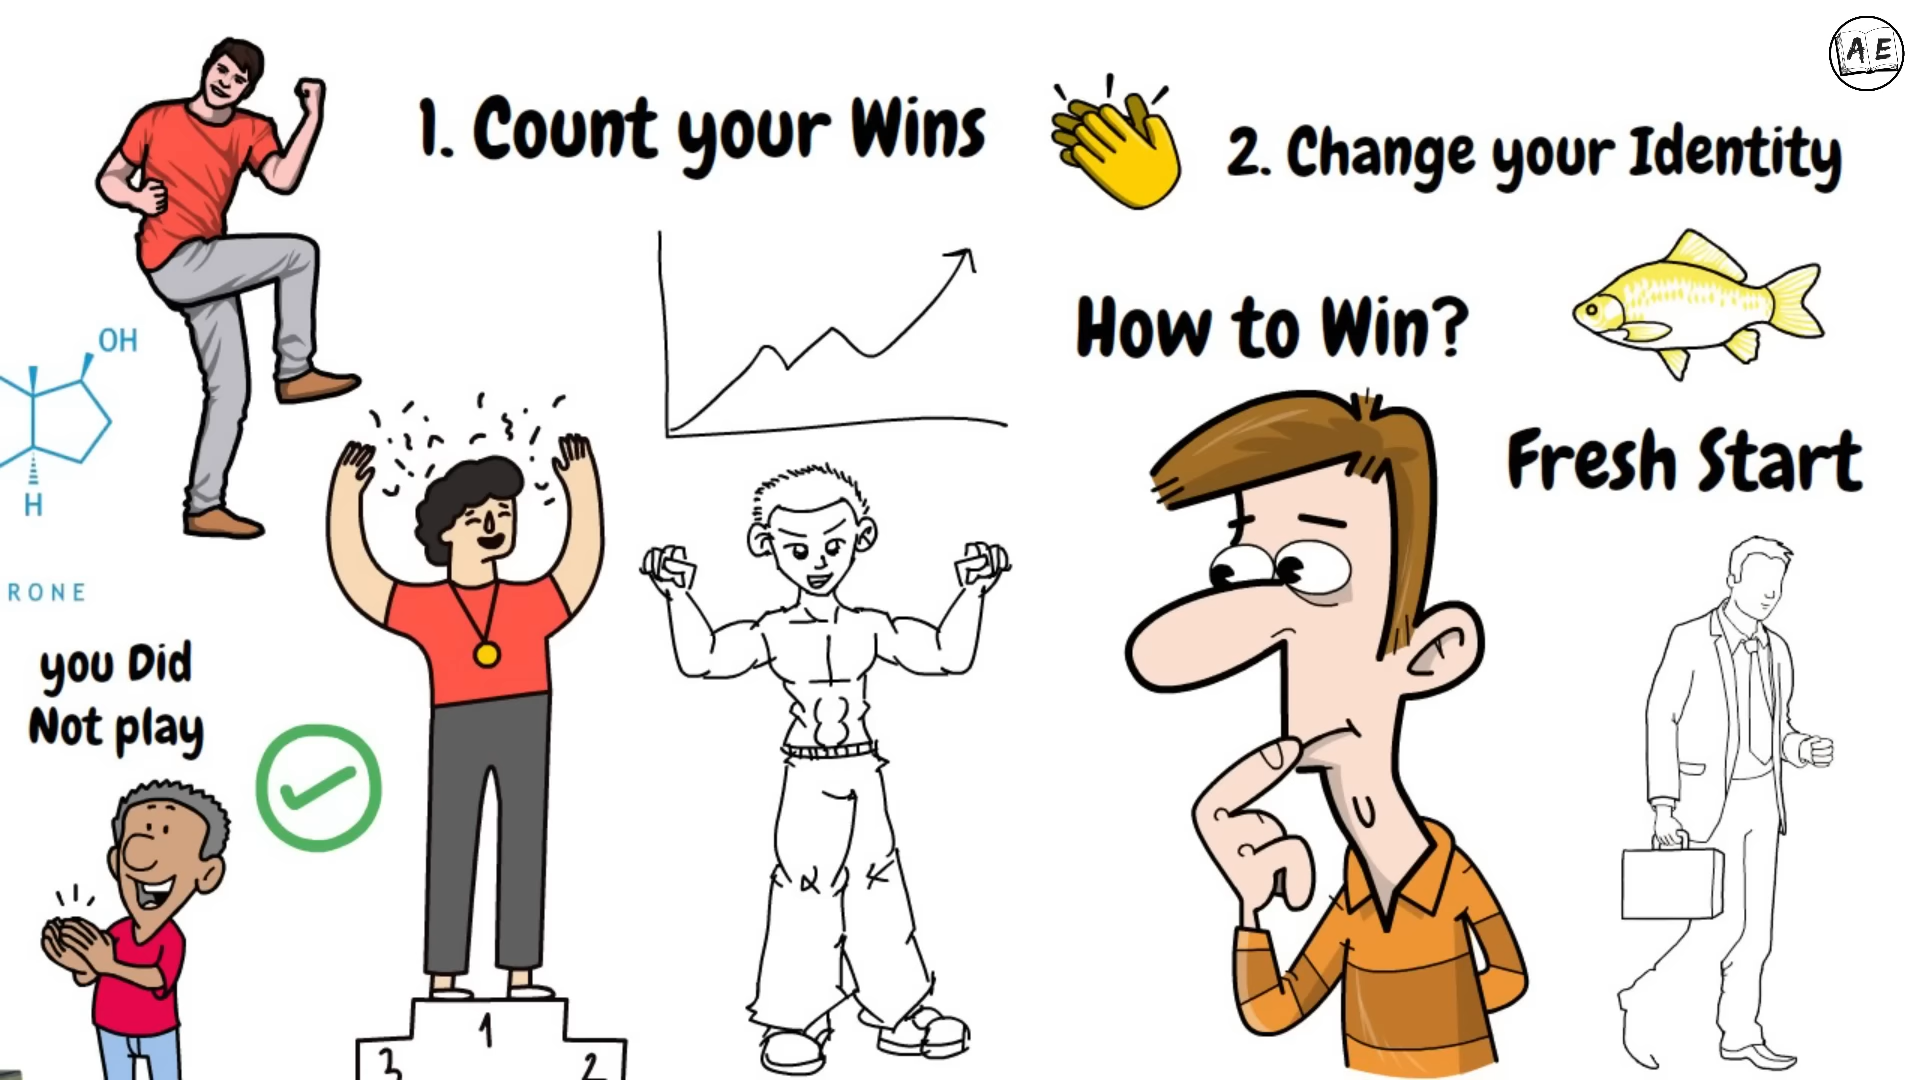 1. Count your Wins
2. Change your Identity
AE
How to Win?
Fresh Start
OH
H
RONE
you Did
Not play
1
3
2